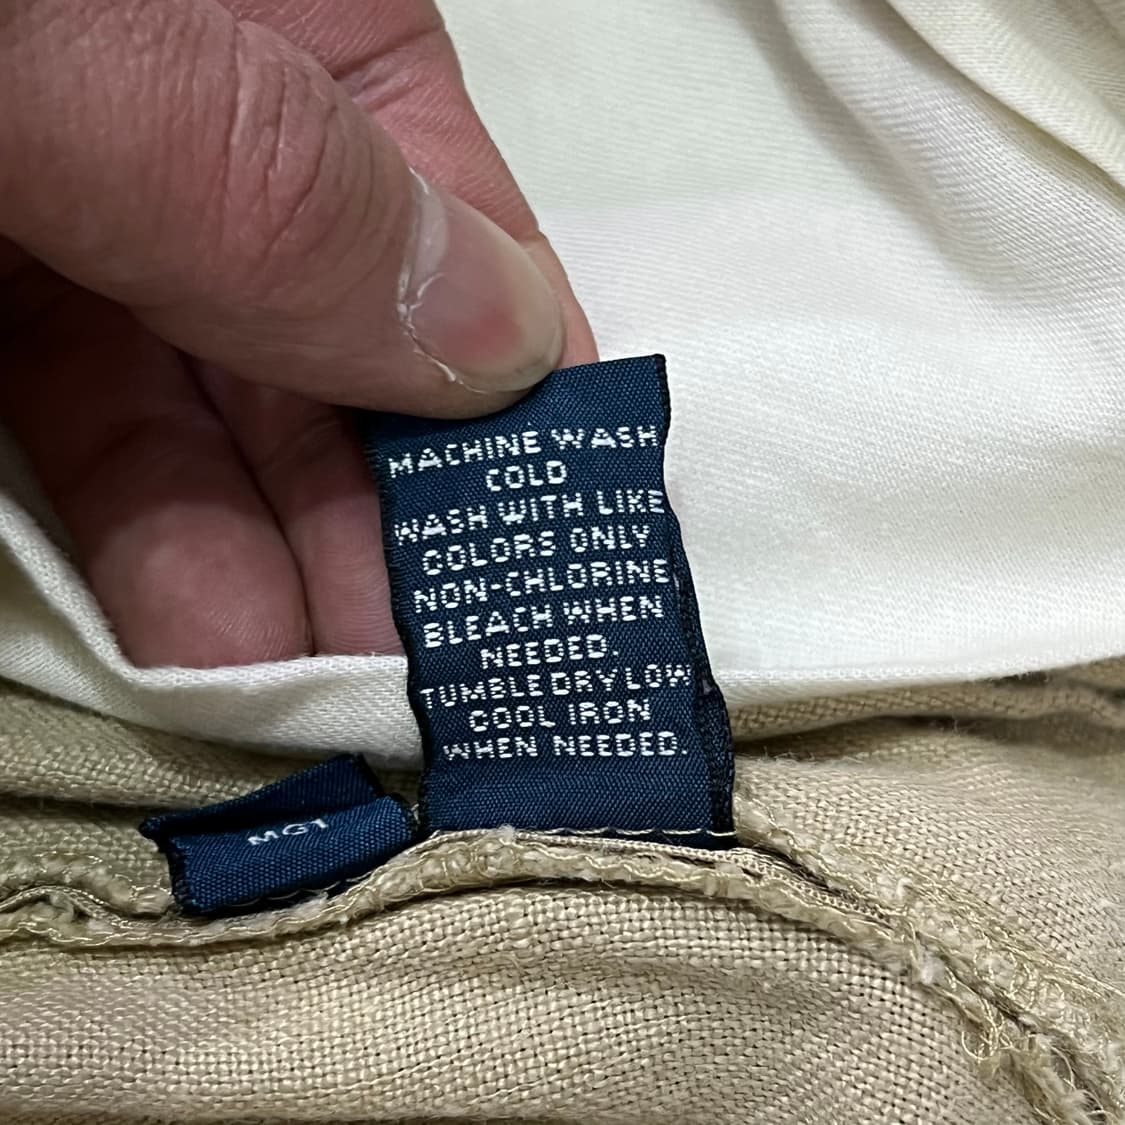 MACHINE WASH
COLD
WASH WITH LIKE
COLORS ONLY
NON-CHLORINE
BLEACH WHEN
NEEDED.
TUMBLE DRY LOW
COOL IRON
WHEN NEEDED.
MG1